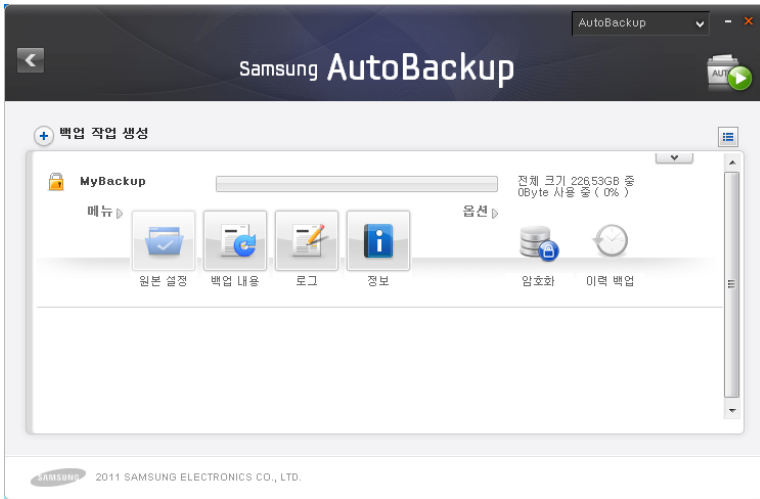 AutoBackup
Samsung AutoBackup
AUTO
백업 작업 생성
MyBackup
전체 크기 226,53GB 중
0Byte 사용 중 ( 0% )
메뉴
옵션
원본 설정
백업 내용
로그
정보
암호화
이력 백업
SAMSUNG
2011 SAMSUNG ELECTRONICS CO., LTD.